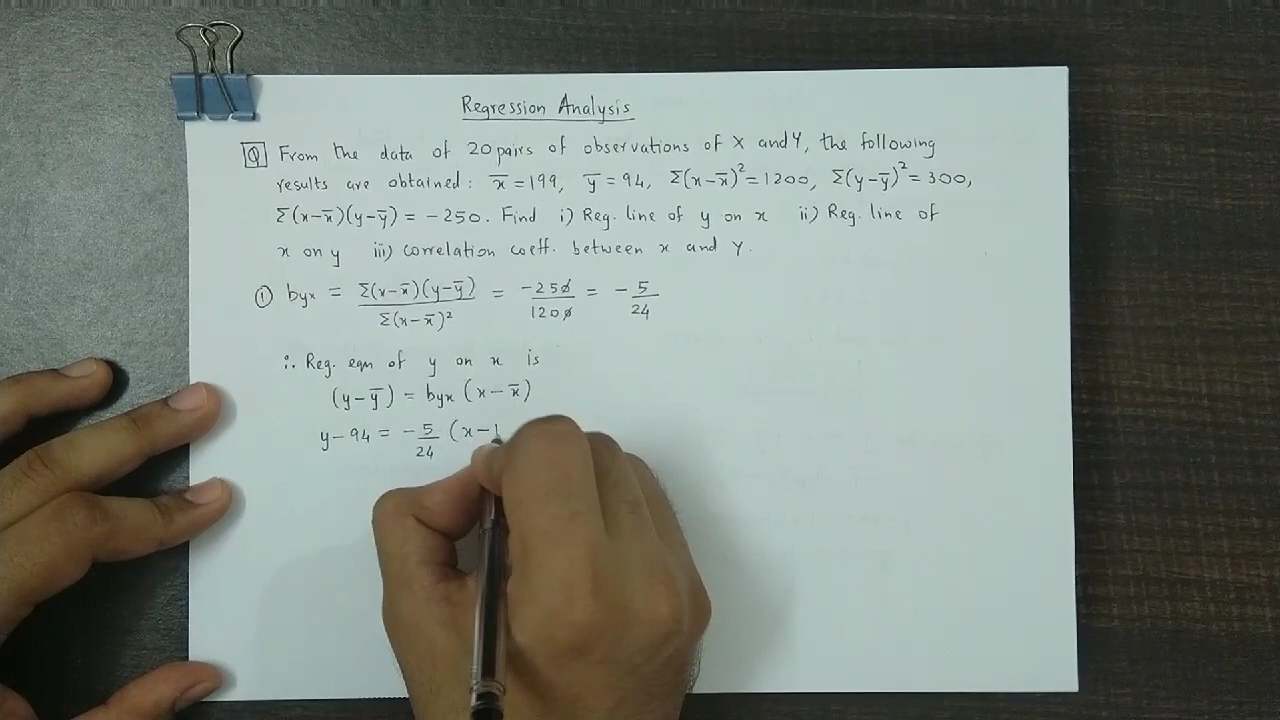 Regression Analysis
Q From the data of 20 pairs of observations of X and Y, the following
results are obtained: x̅ = 199, y̅ = 94, Σ(x-x̅)² = 1200, Σ(y-y̅)² = 300,
Σ(x-x̅)(y-y̅) = -250. Find i) Reg. line of y on x ii) Reg. line of
x on y iii) correlation coeff. between x and Y.
① byx = Σ(x-x̅)(y-y̅) / Σ(x-x̅)² = -250 / 1200 = - 5/24
∴ Reg. eqn of y on x is
(y-y̅) = byx (x-x̅)
y-94 = - 5/24 (x-1